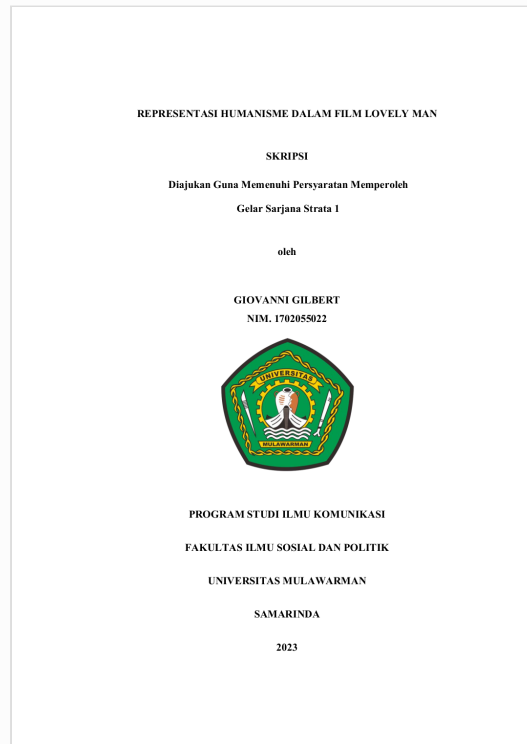 REPRESENTASI HUMANISME DALAM FILM LOVELY MAN
SKRIPSI
Diajukan Guna Memenuhi Persyaratan Memperoleh
Gelar Sarjana Strata 1
oleh
GIOVANNI GILBERT
NIM. 1702055022
UNIVERSITAS
MULAWARMAN
PROGRAM STUDI ILMU KOMUNIKASI
FAKULTAS ILMU SOSIAL DAN POLITIK
UNIVERSITAS MULAWARMAN
SAMARINDA
2023